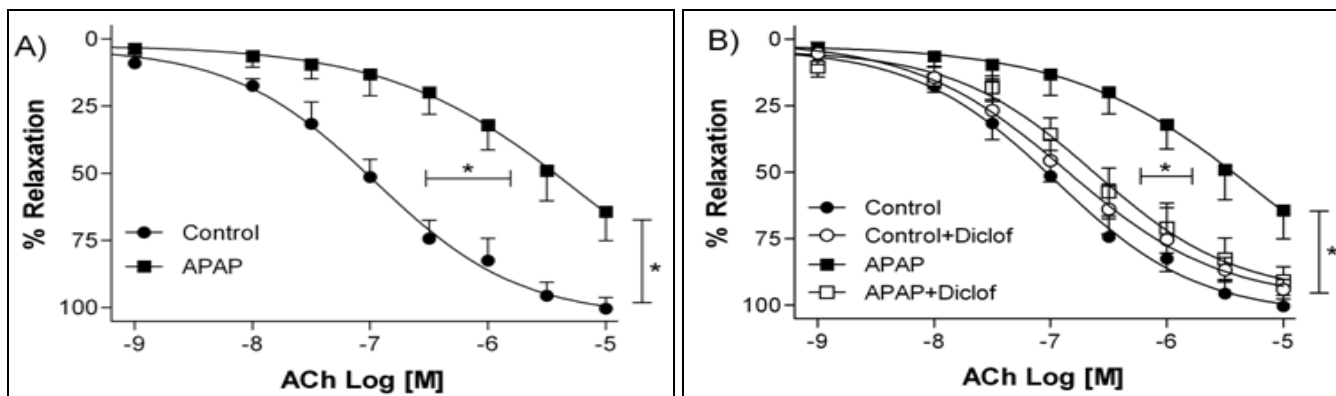 A)
0
25
50
75
100
% Relaxation
*
*
Control
APAP
-9
-8
-7
-6
-5
ACh Log [M]
B)
0
25
50
75
100
% Relaxation
*
*
Control
Control+Diclof
APAP
APAP+Diclof
-9
-8
-7
-6
-5
ACh Log [M]